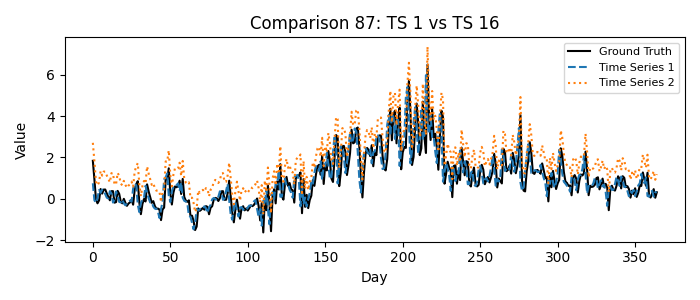 Comparison 87: TS 1 vs TS 16
Ground Truth
Time Series 1
Time Series 2
Value
6
4
2
0
−2
0
50
100
150
200
250
300
350
Day